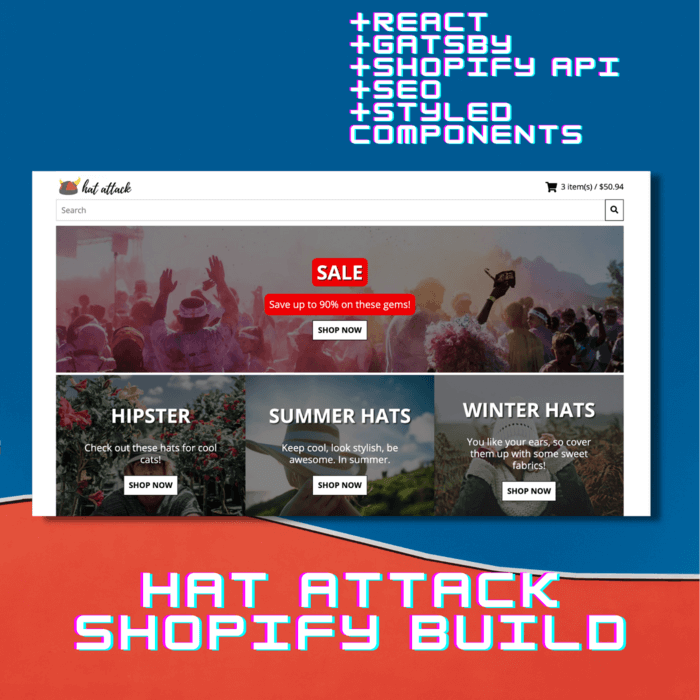 +REACT
+GATSBY
+SHOPIFY API
+SEO
+STYLED
COMPONENTS
hat attack
3 item(s) / $50.94
Search
SALE
Save up to 90% on these gems!
SHOP NOW
HIPSTER
Check out these hats for cool
cats!
SHOP NOW
SUMMER HATS
Keep cool, look stylish, be
awesome. In summer.
SHOP NOW
WINTER HATS
You like your ears, so cover
them up with some sweet
fabrics!
SHOP NOW
HAT ATTACK
SHOPIFY BUILD